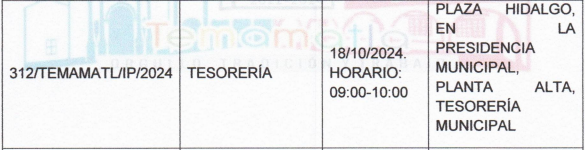 312/TEMAMATL/IP/2024
TESORERÍA
18/10/2024
HORARIO:
09:00-10:00
PLAZA HIDALGO,
EN LA
PRESIDENCIA
MUNICIPAL,
PLANTA ALTA,
TESORERÍA
MUNICIPAL
Temamatla